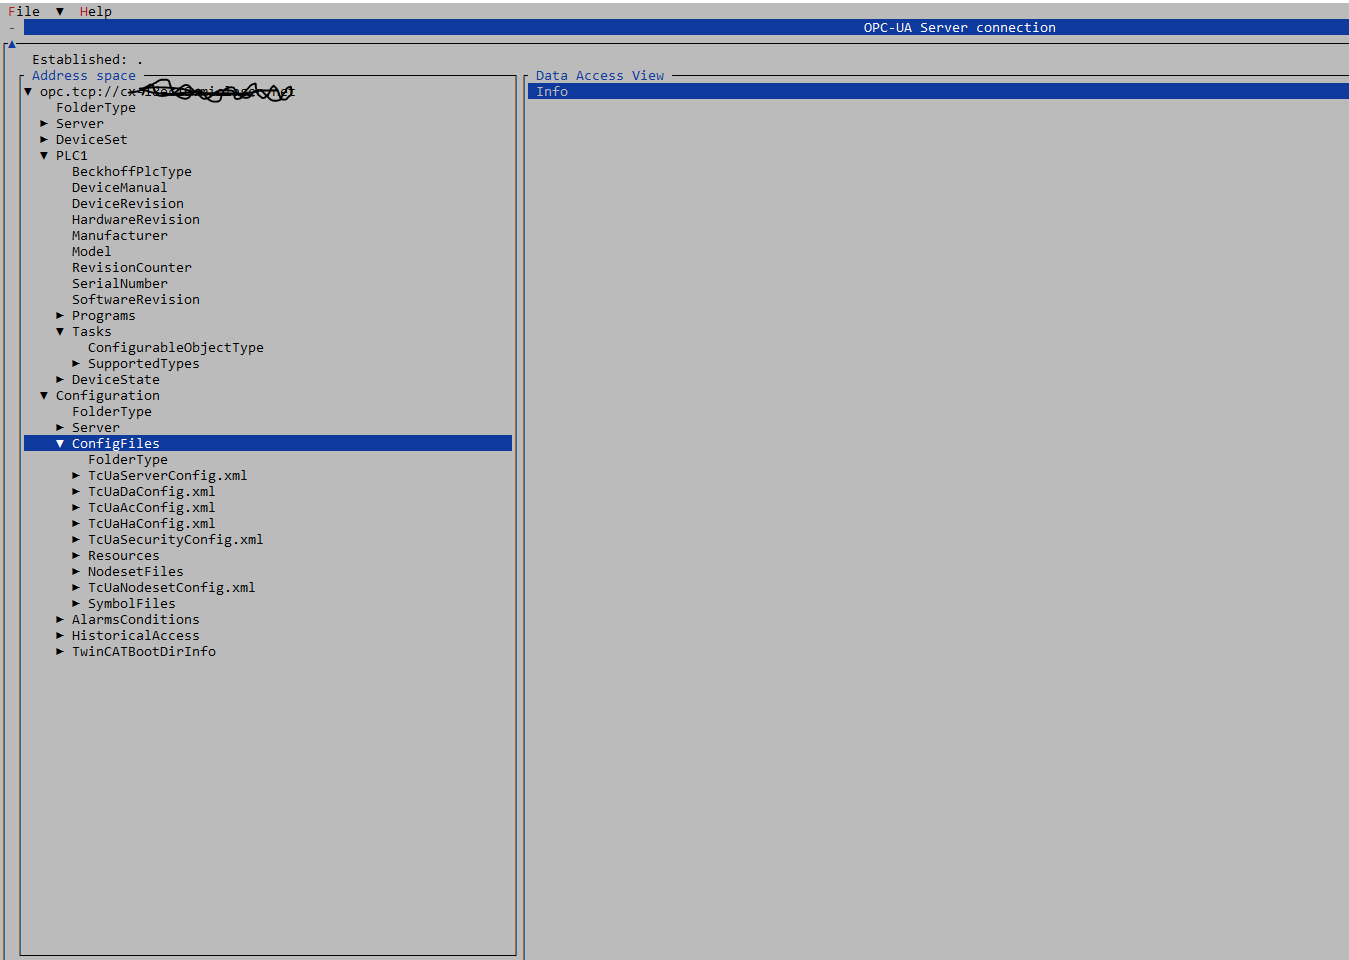 File ▼ Help
- OPC-UA Server connection
Established: .
Address space
Data Access View
▼ opc.tcp://
Info
FolderType
► Server
► DeviceSet
▼ PLC1
BeckhoffPlcType
DeviceManual
DeviceRevision
HardwareRevision
Manufacturer
Model
RevisionCounter
SerialNumber
SoftwareRevision
► Programs
▼ Tasks
ConfigurableObjectType
► SupportedTypes
► DeviceState
▼ Configuration
FolderType
► Server
▼ ConfigFiles
FolderType
► TcUaServerConfig.xml
► TcUaDaConfig.xml
► TcUaAcConfig.xml
► TcUaHaConfig.xml
► TcUaSecurityConfig.xml
► Resources
► NodesetFiles
► TcUaNodesetConfig.xml
► SymbolFiles
► AlarmsConditions
► HistoricalAccess
► TwinCATBootDirInfo